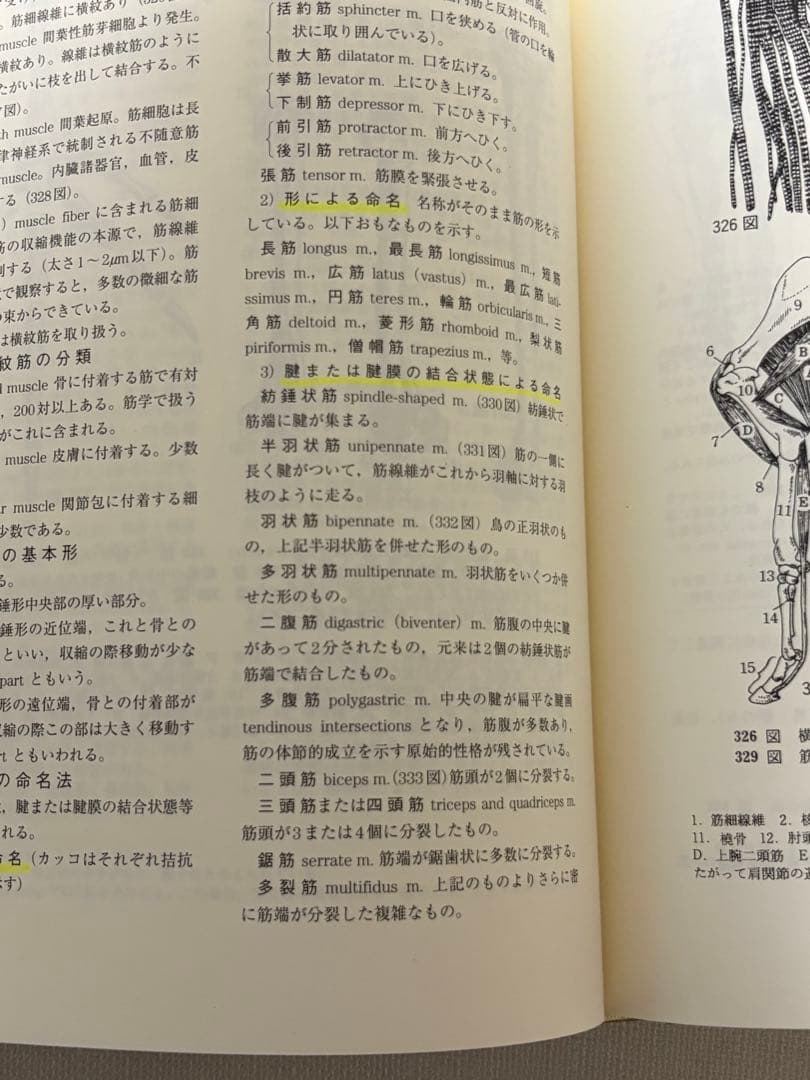 。筋細線維に横紋あり
muscle 間葉性筋芽細胞より発生。
横紋あり。線維は横紋筋のように
たがいに枝を出して結合する。不
図)。
th muscle 間葉起原。筋細胞は長
律神経系で統制される不随意筋
muscle。内臓諸器官，血管，皮
する（328図）。
) muscle fiber に含まれる筋細
筋の収縮機能の本源で，筋線維
する（太さ1～2μm以下）。筋
で観察すると，多数の微細な筋
束からできている。
は横紋筋を取り扱う。
紋筋の分類
muscle 骨に付着する筋で有対
，200対以上ある。筋学で扱う
がこれに含まれる。
muscle 皮膚に付着する。少数
ar muscle 関節包に付着する細
少数である。
の基本形
る。
錘形中央部の厚い部分。
錘形の近位端，これと骨との
といい，収縮の際移動が少な
part ともいう。
形の遠位端，骨との付着部が
収縮の際この部は大きく移動す
ともいわれる。
の命名法
，腱または腱膜の結合状態等
れる。
命名（カッコはそれぞれ拮抗
す）
括約筋 sphincter m. 口を狭める（管の口を輪
状に取り囲んでいる）。
散大筋 dilatator m. 口を広げる。
挙筋 levator m. 上にひき上げる。
下制筋 depressor m. 下にひき下す。
前引筋 protractor m. 前方へひく。
後引筋 retractor m. 後方へひく。
張筋 tensor m. 筋膜を緊張させる。
2) 形による命名 名称がそのまま筋の形を示
している。以下おもなものを示す。
長筋 longus m., 最長筋 longissimus m., 短筋
brevis m., 広筋 latus (vastus) m., 最広筋 lati-
ssimus m., 円筋 teres m., 輪筋 orbicularis m., 三
角筋 deltoid m., 菱形筋 rhomboid m., 梨状筋
piriformis m., 僧帽筋 trapezius m., 等。
3) 腱または腱膜の結合状態による命名
紡錘状筋 spindle-shaped m.（330図）紡錘状で
筋端に腱が集まる。
半羽状筋 unipennate m.（331図）筋の一側に
長く腱がついて，筋線維がこれから羽軸に対する羽
枝のように走る。
羽状筋 bipennate m.（332図）鳥の正羽状のも
の，上記半羽状筋を併せた形のもの。
多羽状筋 multipennate m. 羽状筋をいくつか併
せた形のもの。
二腹筋 digastric (biventer) m. 筋腹の中央に腱
があって2分されたもの，元来は2個の紡錘状筋が
筋端で結合したもの。
多腹筋 polygastric m. 中央の腱が扁平な腱画
tendinous intersections となり，筋腹が多数あり，
筋の体節的成立を示す原始的性格が残されている。
二頭筋 biceps m.（333図）筋頭が2個に分裂する。
三頭筋または四頭筋 triceps and quadriceps m.
筋頭が3または4個に分裂したもの。
鋸筋 serrate m. 筋端が鋸歯状に多数に分裂する。
多裂筋 multifidus m. 上記のものよりさらに密
に筋端が分裂した複雑なもの。
326 図
9
6
10
B
C
7
D
8
11
E
13
14
15
326 図
329 図 筋
1. 筋細線維 2.
11. 橈骨 12. 肘頭
D. 上腕二頭筋 E
たがって肩関節の